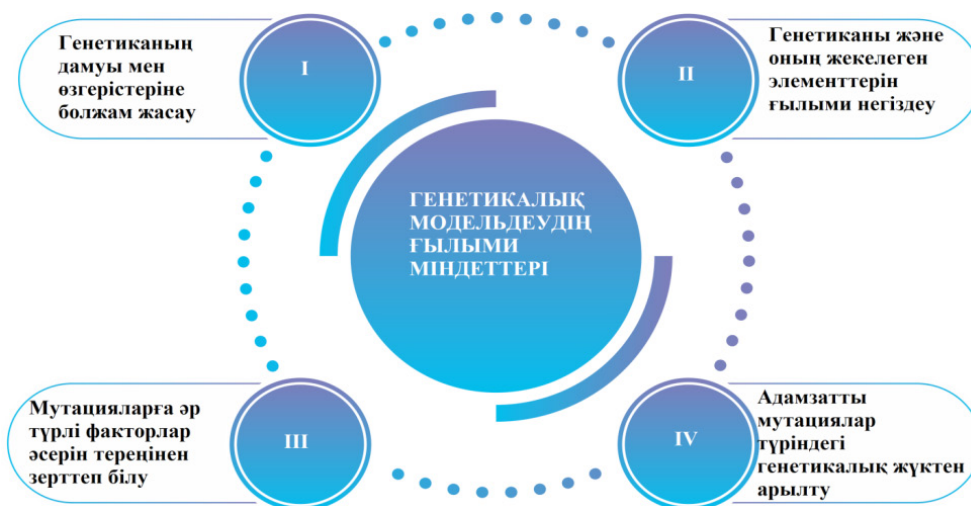 Генетиканың
дамуы мен
өзгерістеріне
болжам жасау
I
II
Генетиканы және
оның жекелеген
элементтерін
ғылыми негіздеу
ГЕНЕТИКАЛЫҚ
МОДЕЛЬДЕУДІҢ
ҒЫЛЫМИ
МІНДЕТТЕРІ
Мутацияларға әр
түрлі факторлар
әсерін тереңінен
зерттеп білу
III
IV
Адамзатты
мутациялар
түріндегі
генетикалық жүктен
арылту